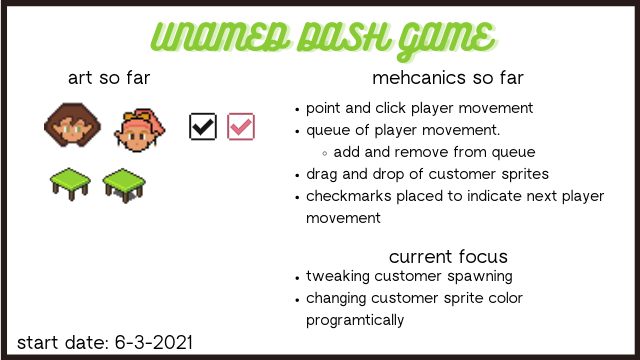 UNAMED DASH GAME
art so far
mehcanics so far
• point and click player movement
• queue of player movement.
◦ add and remove from queue
• drag and drop of customer sprites
• checkmarks placed to indicate next player
movement
current focus
• tweaking customer spawning
• changing customer sprite color
programtically
start date: 6-3-2021